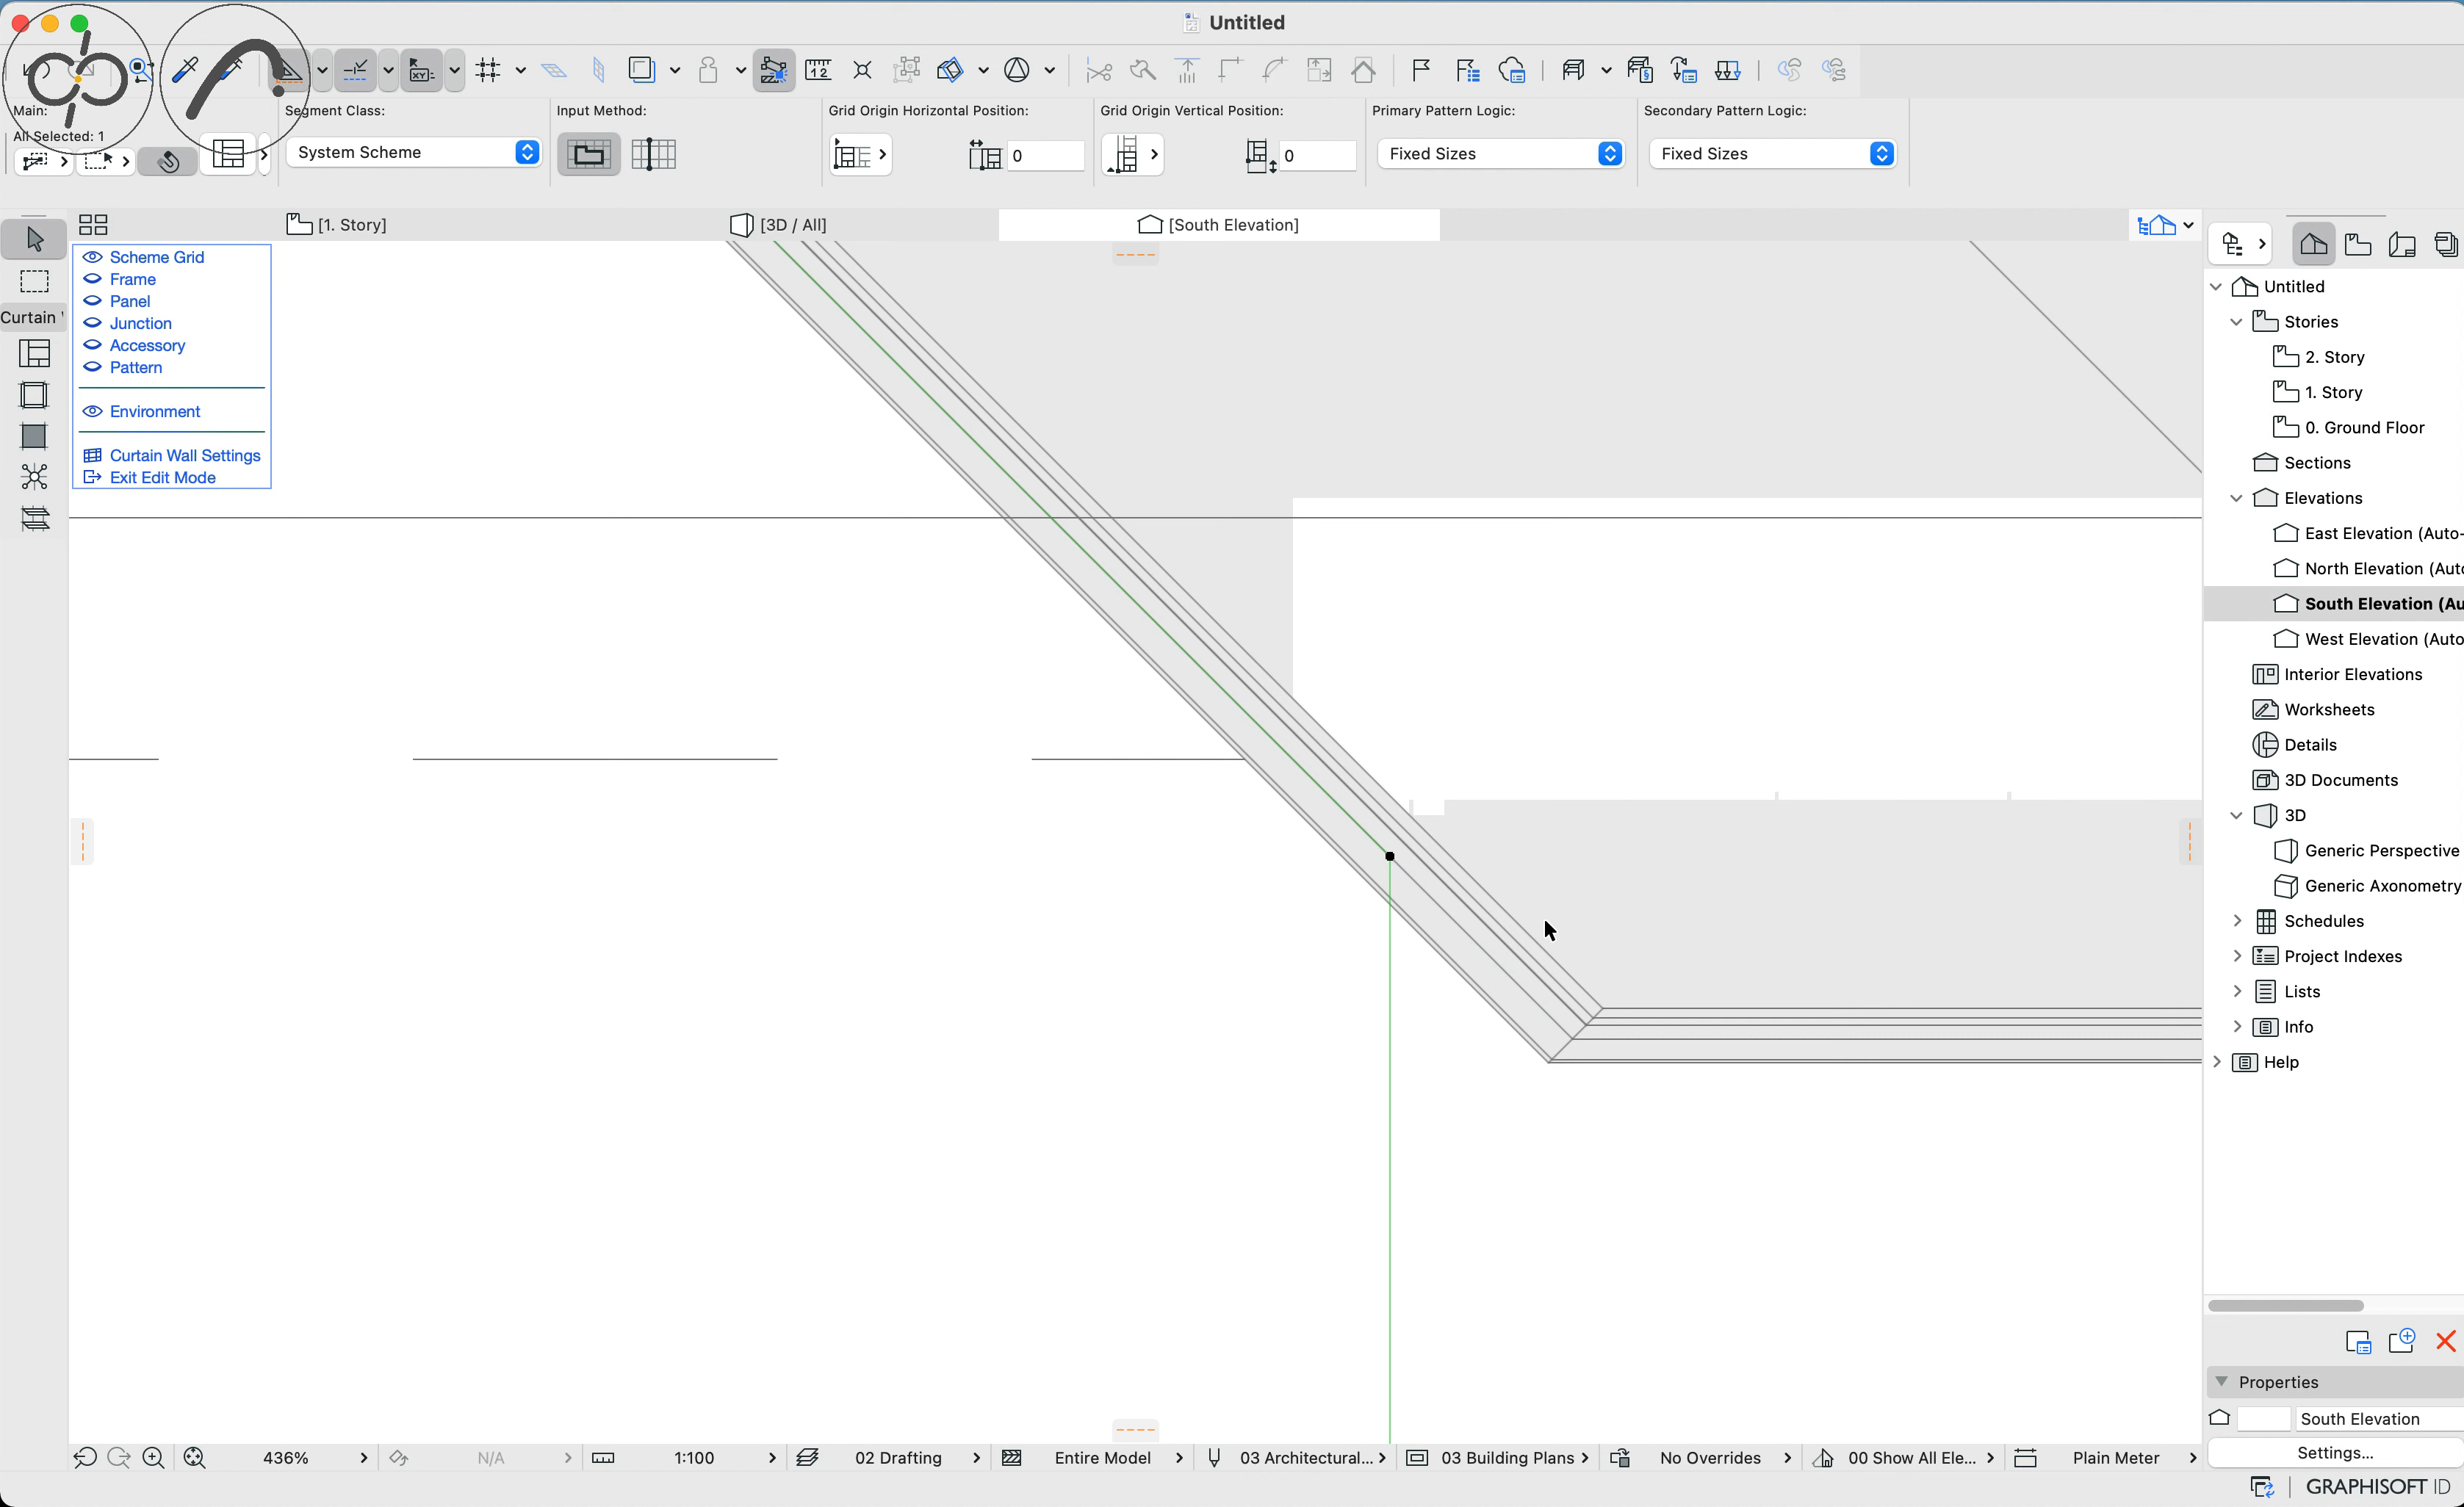 Untitled
Main:
All Selected: 1
Segment Class:
System Scheme
Input Method:
Grid Origin Horizontal Position:
0
Grid Origin Vertical Position:
0
Primary Pattern Logic:
Fixed Sizes
Secondary Pattern Logic:
Fixed Sizes
[1. Story]
[3D / All]
[South Elevation]
Curtain
Scheme Grid
Frame
Panel
Junction
Accessory
Pattern
Environment
Curtain Wall Settings
Exit Edit Mode
Untitled
Stories
2. Story
1. Story
0. Ground Floor
Sections
Elevations
East Elevation (Auto-
North Elevation (Aut
South Elevation (Au
West Elevation (Auto
Interior Elevations
Worksheets
Details
3D Documents
3D
Generic Perspective
Generic Axonometry
Schedules
Project Indexes
Lists
Info
Help
Properties
South Elevation
Settings...
436%
N/A
1:100
02 Drafting
Entire Model
03 Architectural...
03 Building Plans
No Overrides
00 Show All Ele...
Plain Meter
GRAPHISOFT ID